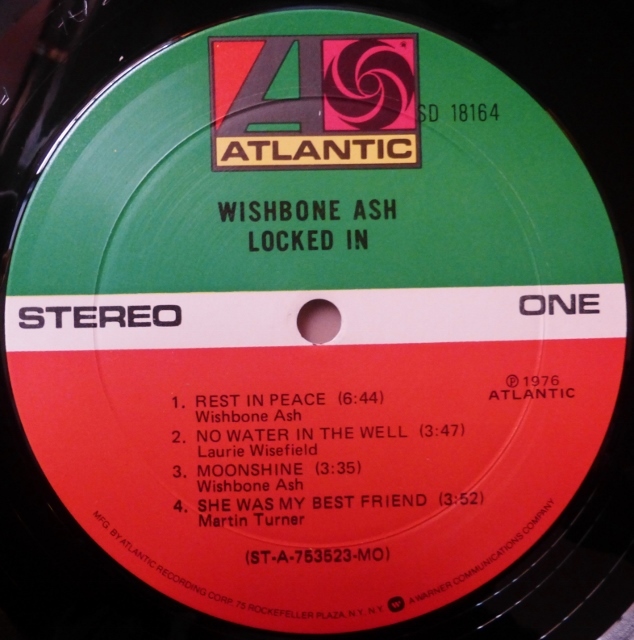 SD 18164
ATLANTIC
WISHBONE ASH
LOCKED IN
STEREO
ONE
℗ 1976
ATLANTIC
1. REST IN PEACE (6:44)
Wishbone Ash
2. NO WATER IN THE WELL (3:47)
Laurie Wisefield
3. MOONSHINE (3:35)
Wishbone Ash
4. SHE WAS MY BEST FRIEND (3:52)
Martin Turner
(ST-A-753523-MO)
MFG. BY ATLANTIC RECORDING CORP. 75 ROCKEFELLER PLAZA, N.Y. N.Y. W A WARNER COMMUNICATIONS COMPANY